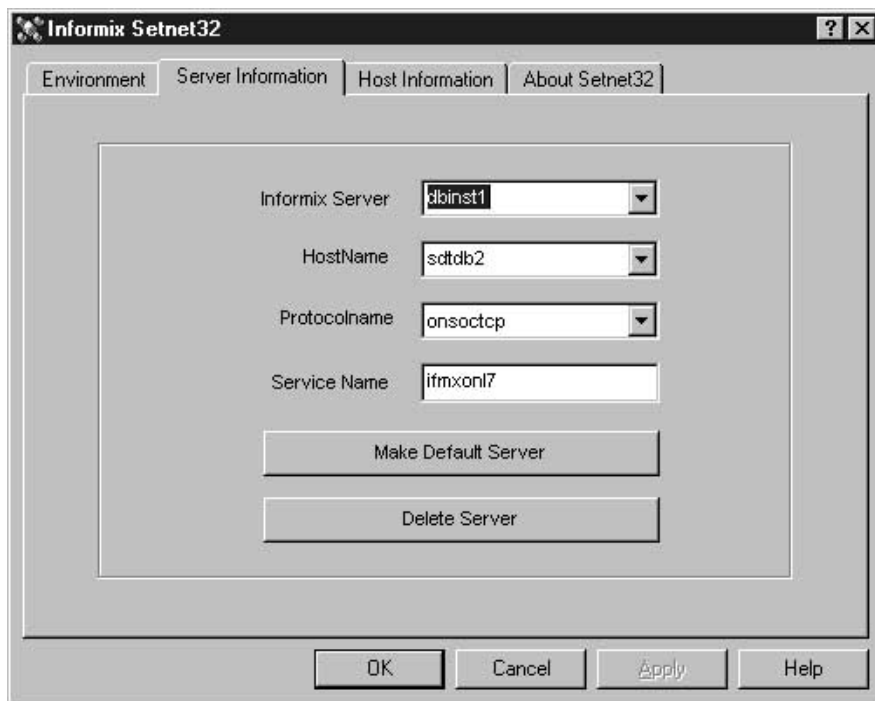 Informix Setnet32
Environment
Server Information
Host Information
About Setnet32
Informix Server
dbinst1
HostName
sdtdb2
Protocolname
onsoctcp
Service Name
ifmxonl7
Make Default Server
Delete Server
OK
Cancel
Apply
Help